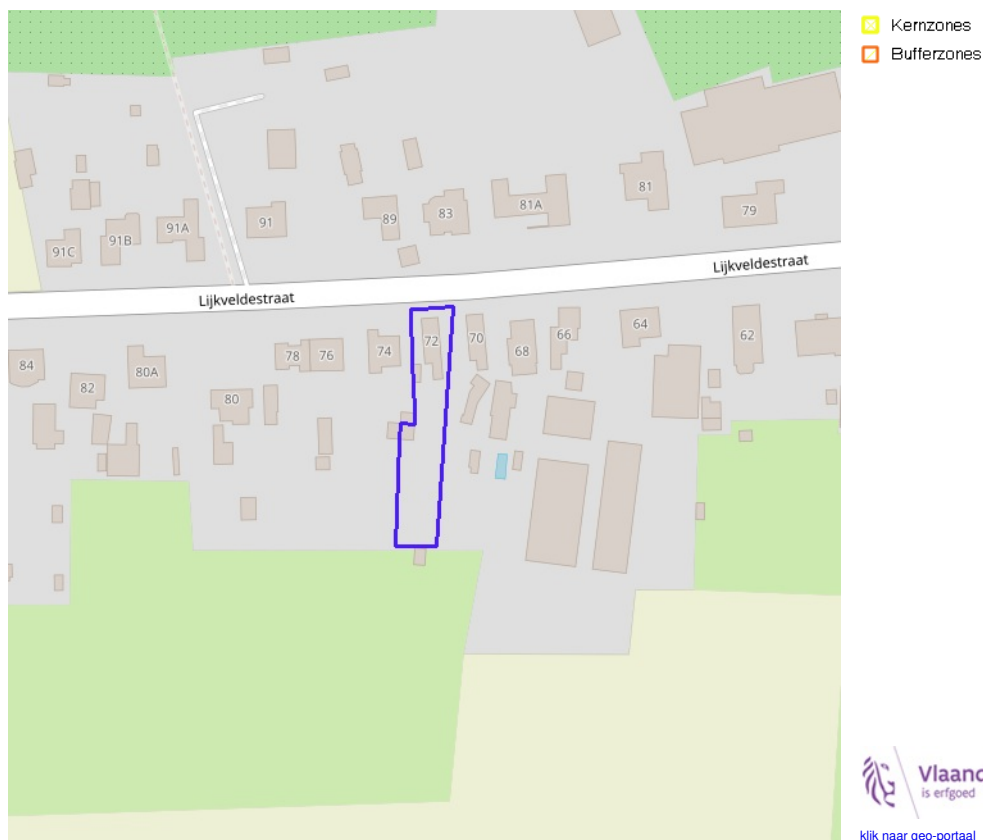 Kernzones
Bufferzones
81
81A
79
91
89
83
91A
91B
91C
Lijkveldestraat
Lijkveldestraat
84
82
80A
78
76
74
72
70
68
66
64
62
80
Vlaand
is erfgoed
klik naar geo-portaal